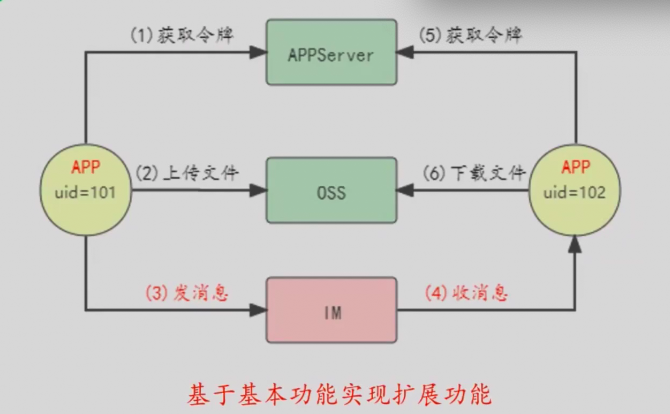 (1)获取令牌
APPServer
(5)获取令牌
APP
uid=101
(2)上传文件
OSS
(6)下载文件
APP
uid=102
(3)发消息
IM
(4)收消息
基于基本功能实现扩展功能